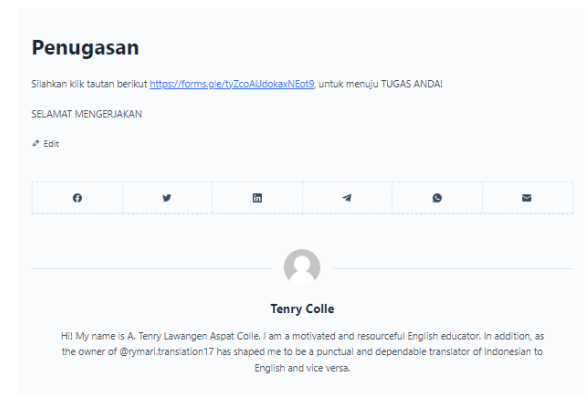 Penugasan
Silahkan klik tautan berikut https://forms.gle/tyZcoAUdokaxNEot9, untuk menuju TUGAS ANDA!
SELAMAT MENGERJAKAN
Edit
Tenry Colle
Hi! My name is A. Tenry Lawangen Aspat Colle. I am a motivated and resourceful English educator. In addition, as
the owner of @rymari.translation17 has shaped me to be a punctual and dependable translator of Indonesian to
English and vice versa.